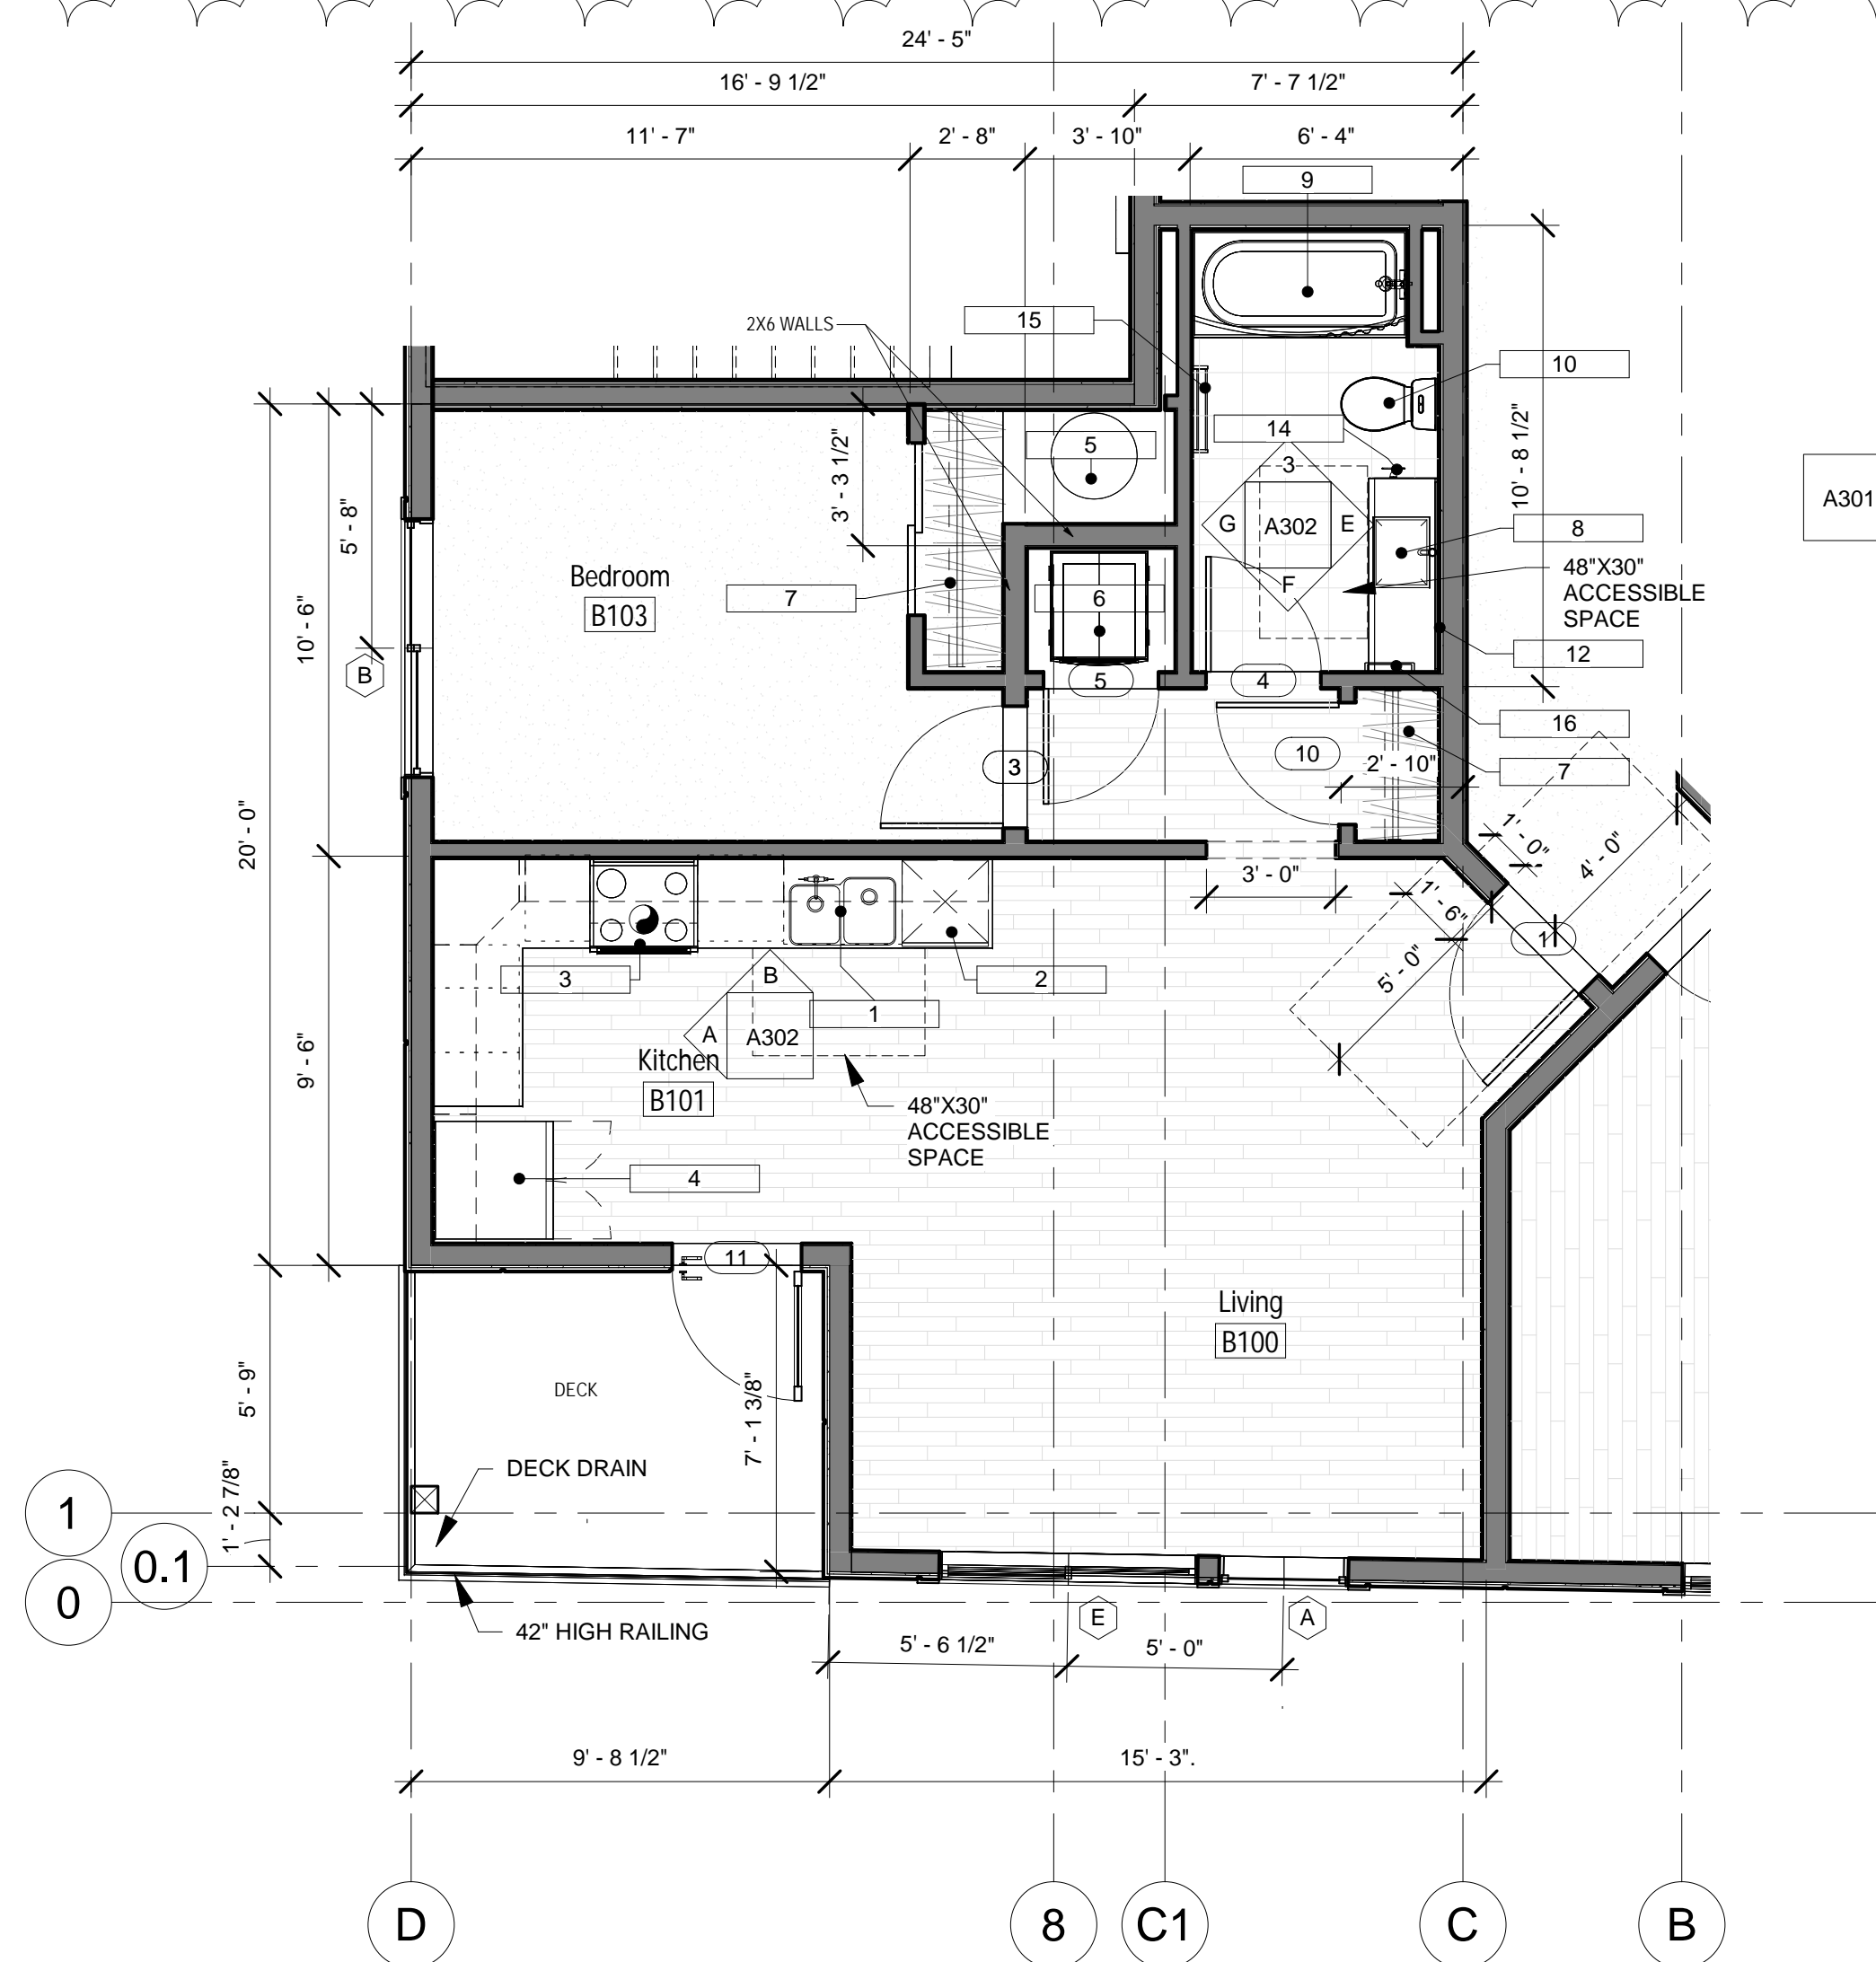 24' - 5"
16' - 9 1/2"
7' - 7 1/2"
11' - 7"
2' - 8"
3' - 10"
6' - 4"
9
2X6 WALLS
15
10
14
5
3
G
A302
E
F
10' - 8 1/2"
A301
3' - 3 1/2"
5' - 8"
8
48"X30"
ACCESSIBLE
SPACE
Bedroom
B103
7
6
10' - 6"
12
B
5
4
16
3
10
2' - 10"
7
20' - 0"
1' - 0"
4' - 0"
3' - 0"
1' - 6"
1
5' - 0"
3
2
B
1
A
A302
Kitchen
B101
9' - 6"
48"X30"
ACCESSIBLE
SPACE
4
11
Living
B100
5' - 9"
DECK
7' - 1 3/8"
DECK DRAIN
1' - 2 7/8"
1
0.1
0
42" HIGH RAILING
E
A
5' - 6 1/2"
5' - 0"
9' - 8 1/2"
15' - 3".
D
8
C1
C
B